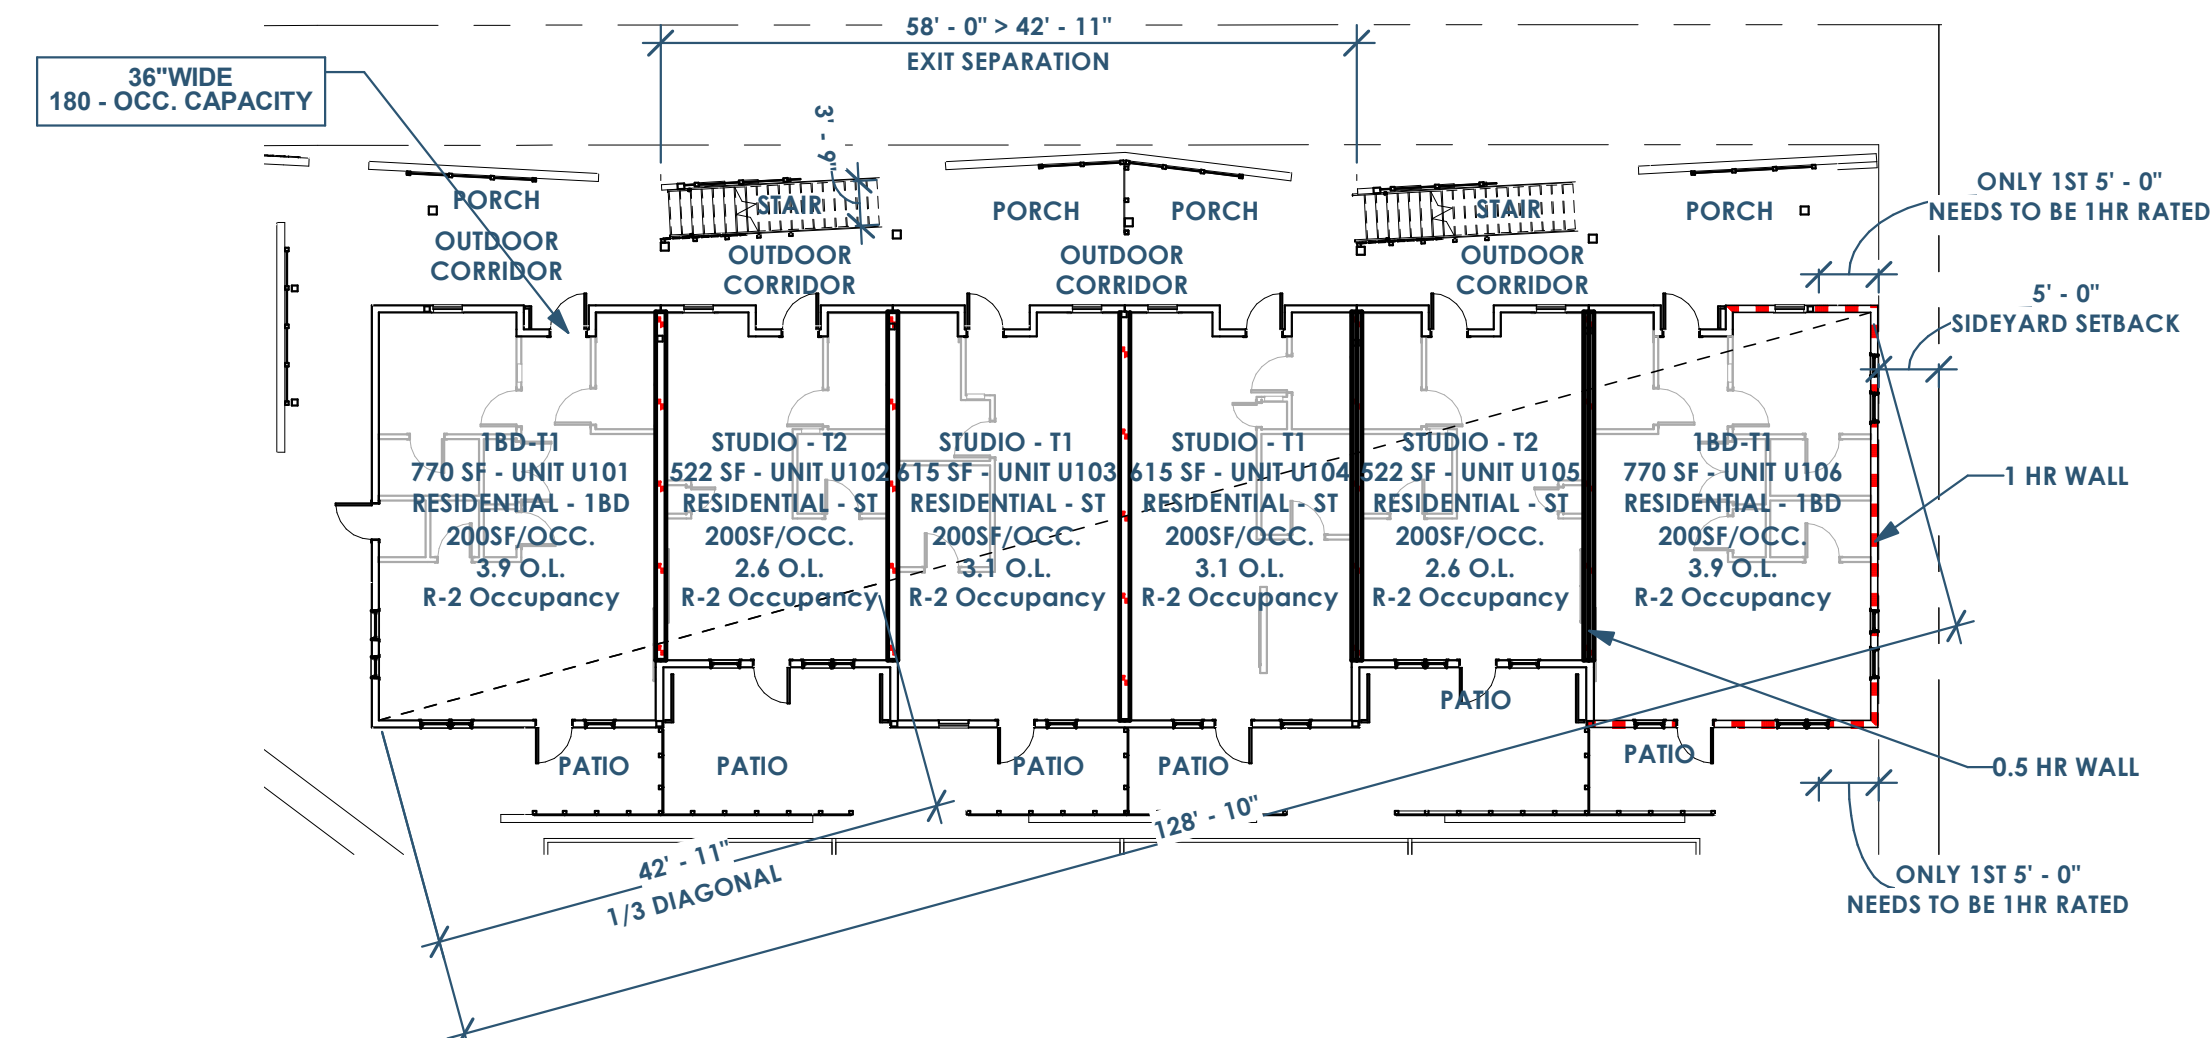 58' - 0" > 42' - 11"
EXIT SEPARATION
36"WIDE
180 - OCC. CAPACITY
3' - 9"
PORCH
STAIR
PORCH
PORCH
STAIR
PORCH
ONLY 1ST 5' - 0"
NEEDS TO BE 1HR RATED
OUTDOOR
CORRIDOR
OUTDOOR
CORRIDOR
OUTDOOR
CORRIDOR
OUTDOOR
CORRIDOR
5' - 0"
SIDEYARD SETBACK
1BD-T1
770 SF - UNIT U101
RESIDENTIAL - 1BD
200SF/OCC.
3.9 O.L.
R-2 Occupancy
STUDIO - T2
522 SF - UNIT U102
RESIDENTIAL - ST
200SF/OCC.
2.6 O.L.
R-2 Occupancy
STUDIO - T1
615 SF - UNIT U103
RESIDENTIAL - ST
200SF/OCC.
3.1 O.L.
R-2 Occupancy
STUDIO - T1
615 SF - UNIT U104
RESIDENTIAL - ST
200SF/OCC.
3.1 O.L.
R-2 Occupancy
STUDIO - T2
522 SF - UNIT U105
RESIDENTIAL - ST
200SF/OCC.
2.6 O.L.
R-2 Occupancy
1BD-T1
770 SF - UNIT U106
RESIDENTIAL - 1BD
200SF/OCC.
3.9 O.L.
R-2 Occupancy
1 HR WALL
PATIO
PATIO
PATIO
PATIO
PATIO
PATIO
0.5 HR WALL
128' - 10"
42' - 11"
1/3 DIAGONAL
ONLY 1ST 5' - 0"
NEEDS TO BE 1HR RATED